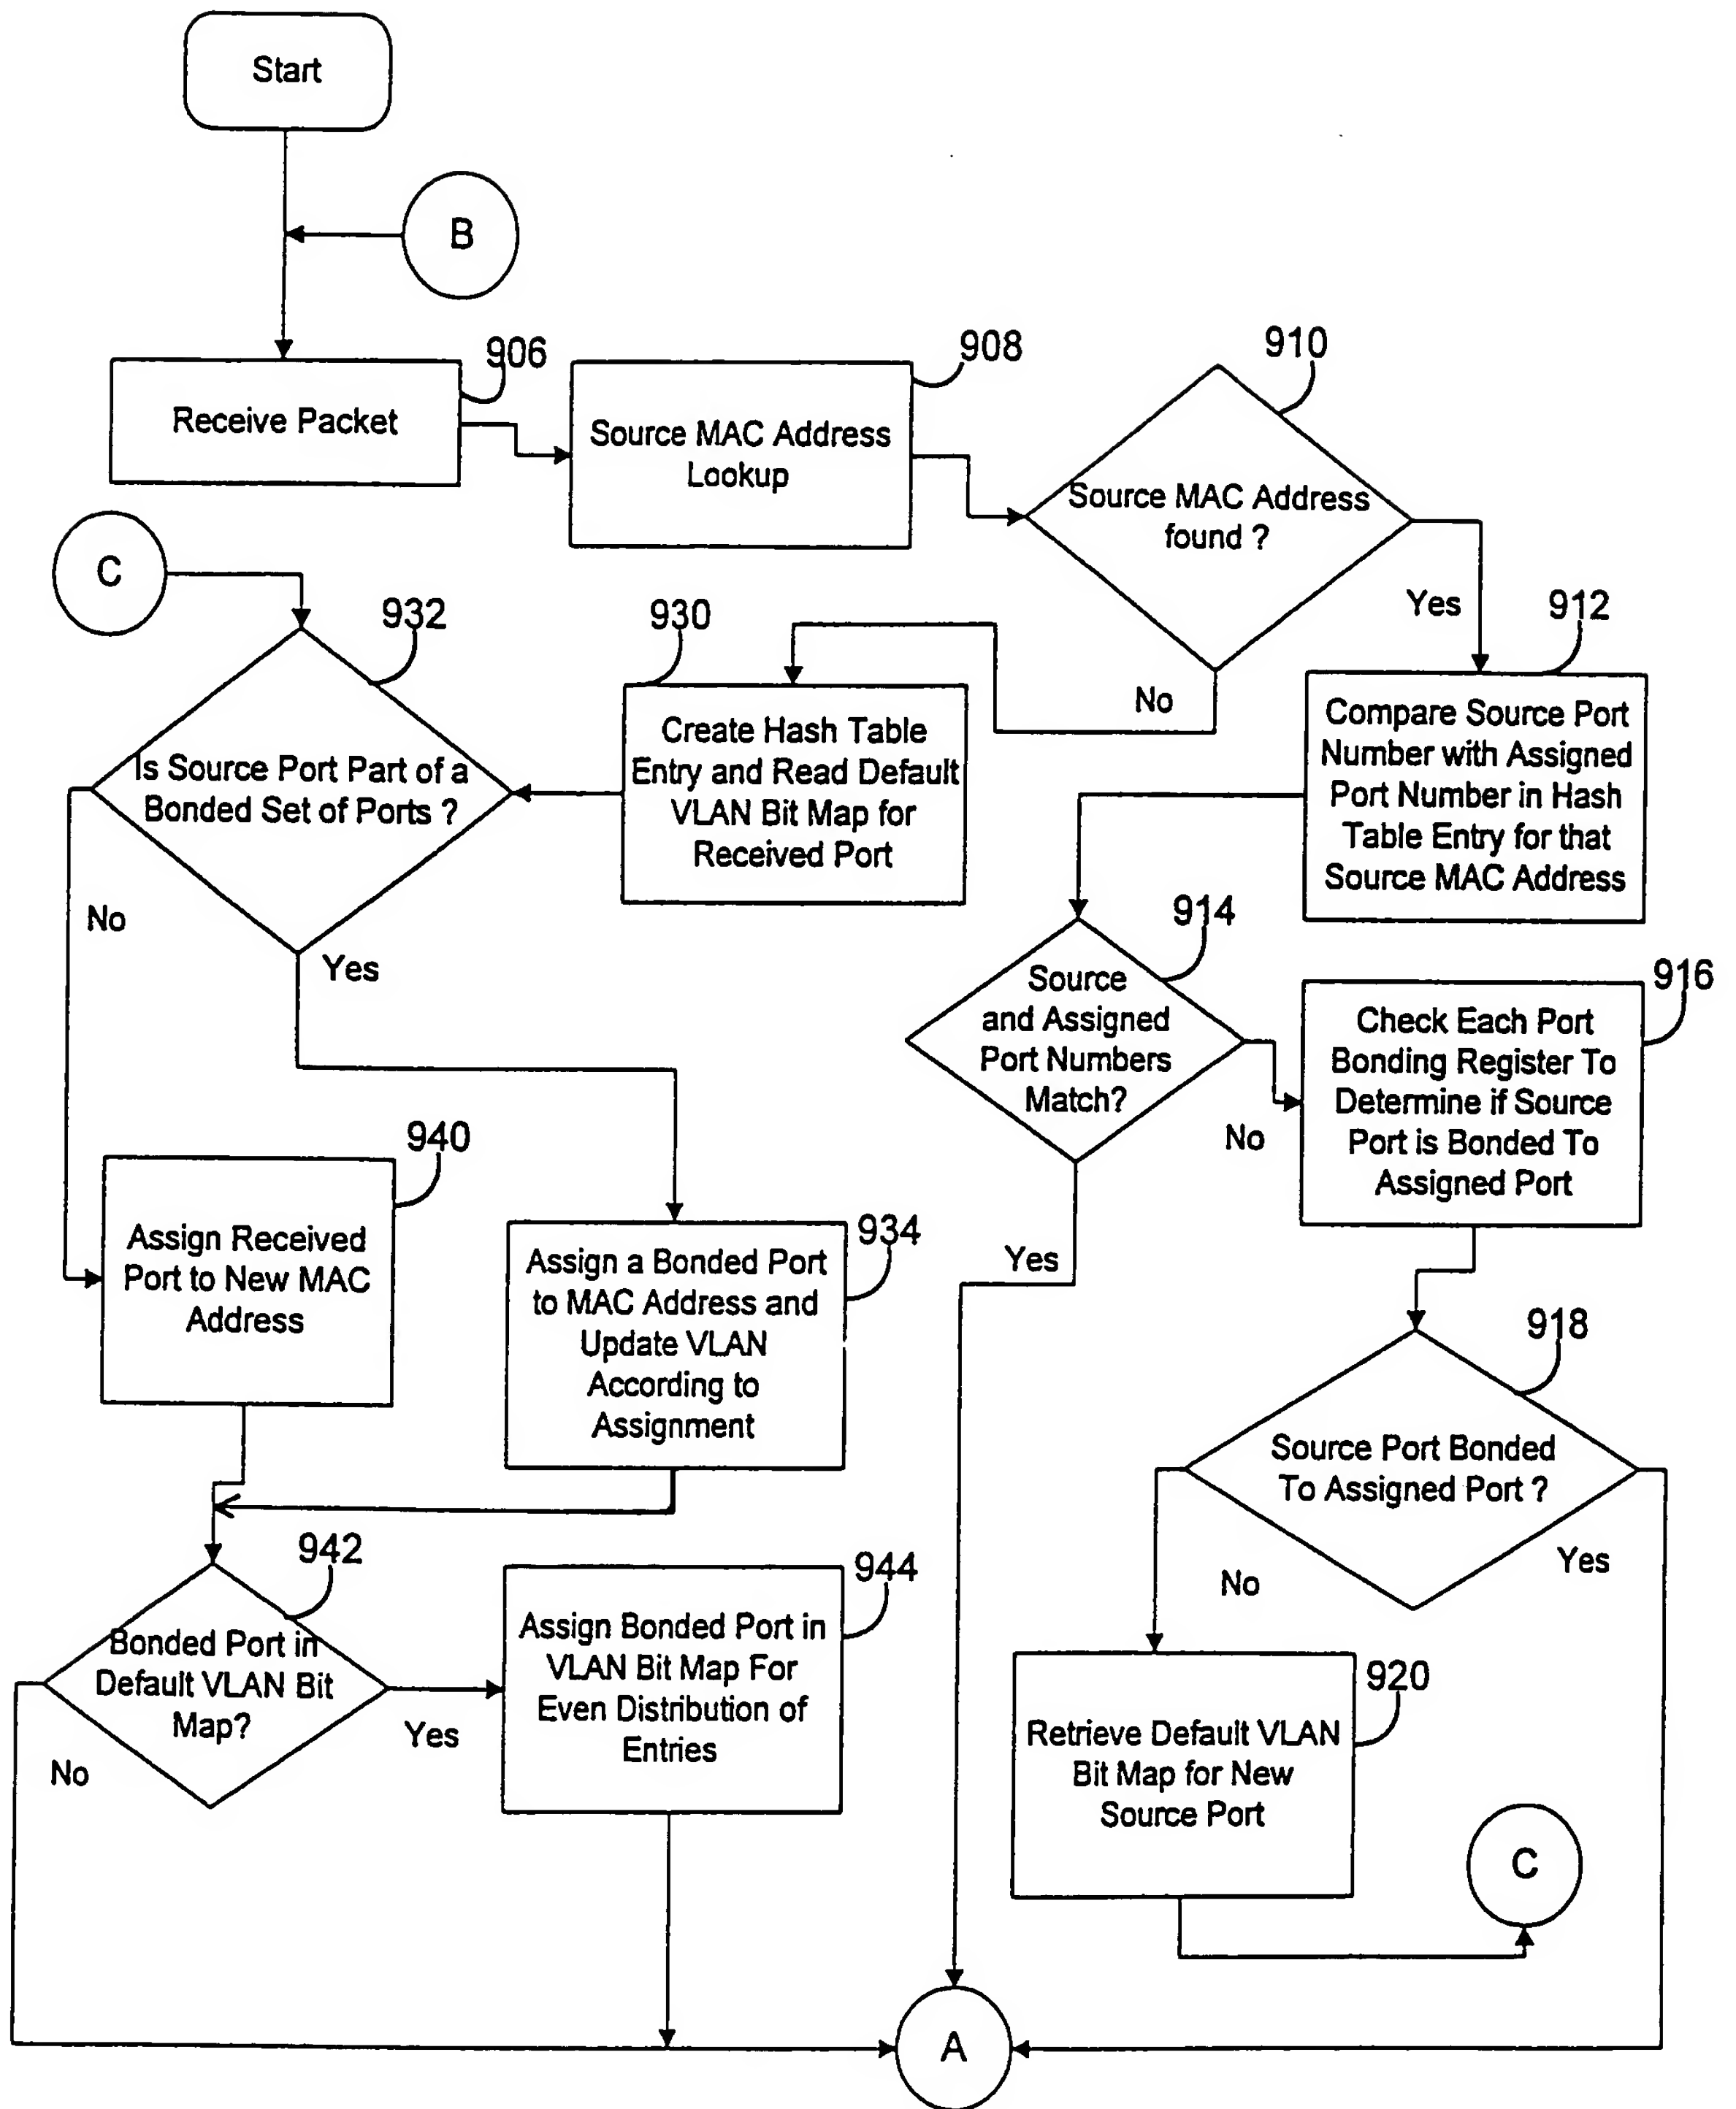 Start
B
906
Receive Packet
908
Source MAC Address
Lookup
910
Source MAC Address
found ?
Yes
No
C
932
Is Source Port Part of a
Bonded Set of Ports ?
No
Yes
930
Create Hash Table
Entry and Read Default
VLAN Bit Map for
Received Port
912
Compare Source Port
Number with Assigned
Port Number in Hash
Table Entry for that
Source MAC Address
914
Source
and Assigned
Port Numbers
Match?
No
Yes
916
Check Each Port
Bonding Register To
Determine if Source
Port is Bonded To
Assigned Port
940
Assign Received
Port to New MAC
Address
934
Assign a Bonded Port
to MAC Address and
Update VLAN
According to
Assignment
918
Source Port Bonded
To Assigned Port ?
No
Yes
942
Bonded Port in
Default VLAN Bit
Map?
Yes
No
944
Assign Bonded Port in
VLAN Bit Map For
Even Distribution of
Entries
920
Retrieve Default VLAN
Bit Map for New
Source Port
C
A